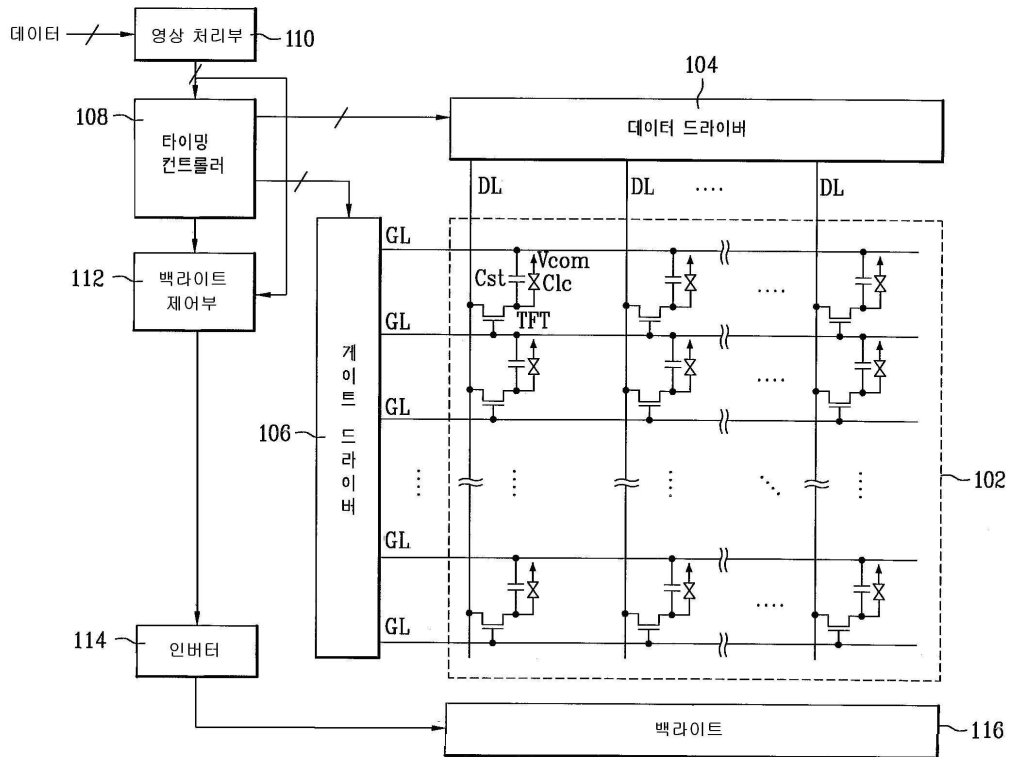 데이터
영상 처리부
110
104
108
타이밍
컨트롤러
데이터 드라이버
DL
DL
....
DL
GL
Vcom
Cst
Clc
112
백라이트
제어부
....
TFT
GL
....
GL
게이트 드라이버
106
102
GL
....
GL
114
인버터
백라이트
116